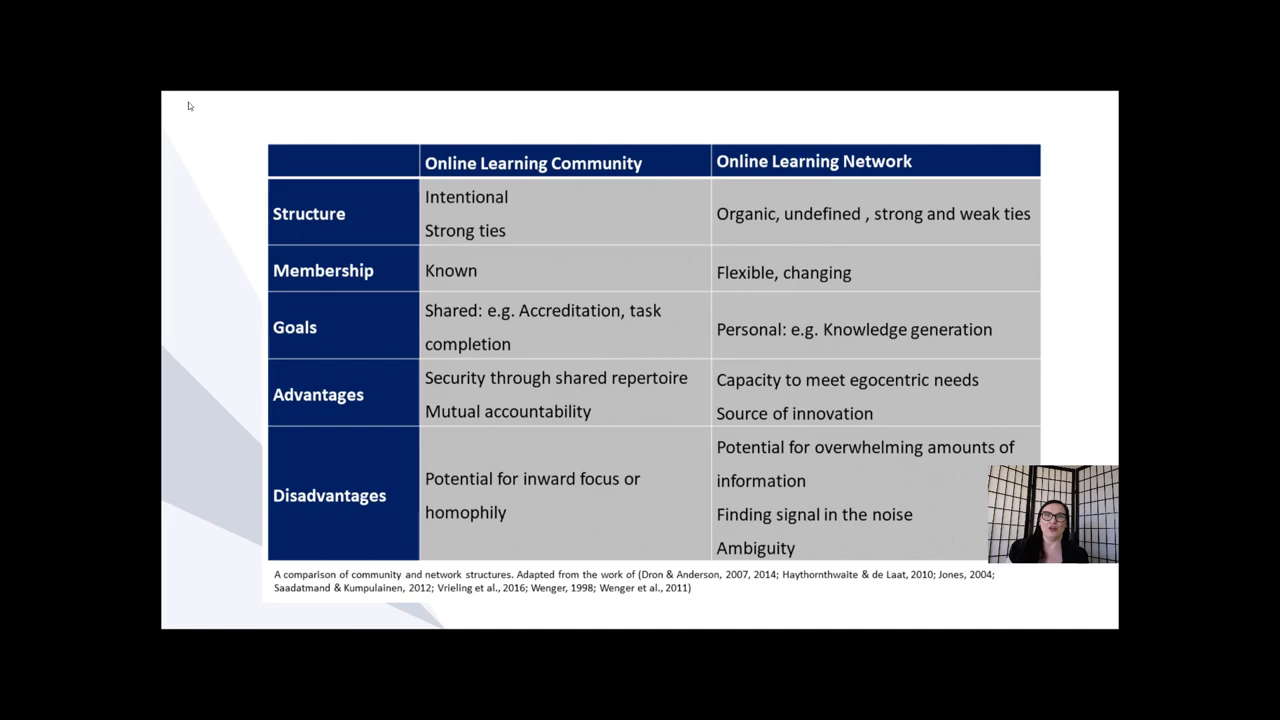 Online Learning Community
Online Learning Network
Structure
Intentional
Strong ties
Organic, undefined , strong and weak ties
Membership
Known
Flexible, changing
Goals
Shared: e.g. Accreditation, task
completion
Personal: e.g. Knowledge generation
Advantages
Security through shared repertoire
Mutual accountability
Capacity to meet egocentric needs
Source of innovation
Disadvantages
Potential for inward focus or
homophily
Potential for overwhelming amounts of
information
Finding signal in the noise
Ambiguity
A comparison of community and network structures. Adapted from the work of (Dron & Anderson, 2007, 2014; Haythornthwaite & de Laat, 2010; Jones, 2004;
Saadatmand & Kumpulainen, 2012; Vrieling et al., 2016; Wenger, 1998; Wenger et al., 2011)